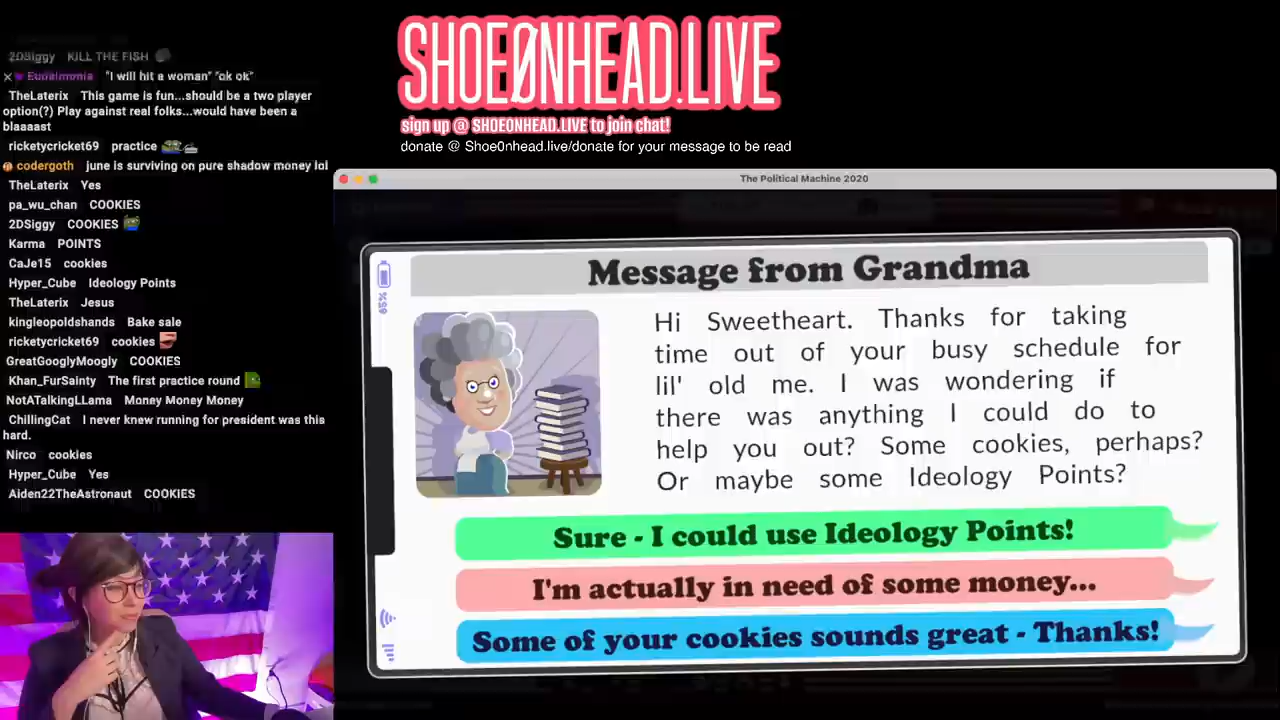 SHOEØNHEAD.LIVE
sign up @ SHOE0NHEAD.LIVE to join chat!
donate @ Shoe0nhead.live/donate for your message to be read
2DSiggy KILL THE FISH
Eudaimonia "I will hit a woman" "ok ok"
TheLaterix This game is fun...should be a two player
option(?) Play against real folks...would have been a
blaaaast
ricketycricket69 practice
codergoth june is surviving on pure shadow money lol
TheLaterix Yes
pa_wu_chan COOKIES
2DSiggy COOKIES
Karma POINTS
CaJe15 cookies
Hyper_Cube Ideology Points
TheLaterix Jesus
kingleopoldshands Bake sale
ricketycricket69 cookies
GreatGooglyMoogly COOKIES
Khan_FurSainty The first practice round
NotATalkingLLama Money Money Money
ChillingCat I never knew running for president was this
hard.
Nirco cookies
Hyper_Cube Yes
Aiden22TheAstronaut COOKIES
The Political Machine 2020
65%
Message from Grandma
Hi Sweetheart. Thanks for taking
time out of your busy schedule for
lil' old me. I was wondering if
there was anything I could do to
help you out? Some cookies, perhaps?
Or maybe some Ideology Points?
Sure - I could use Ideology Points!
I'm actually in need of some money...
Some of your cookies sounds great - Thanks!